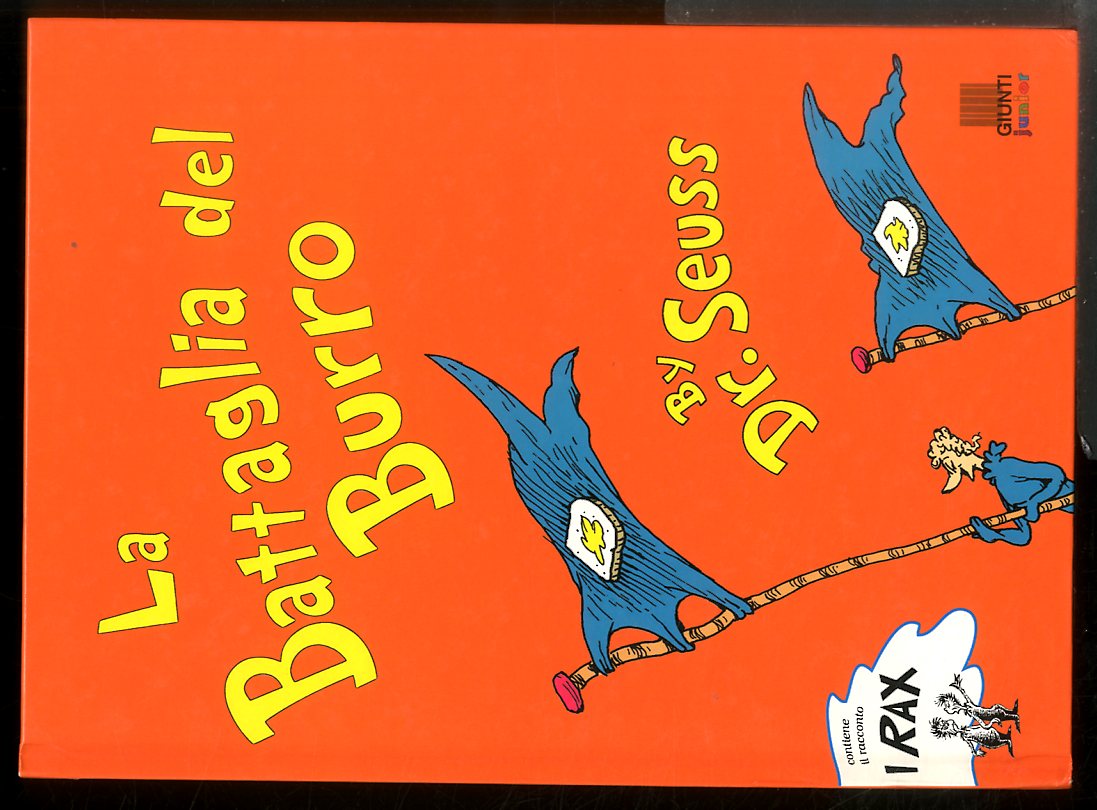 La
Battaglia del
Burro
By
Dr. Seuss
GIUNTI
junior
contiene
il racconto
I RAX